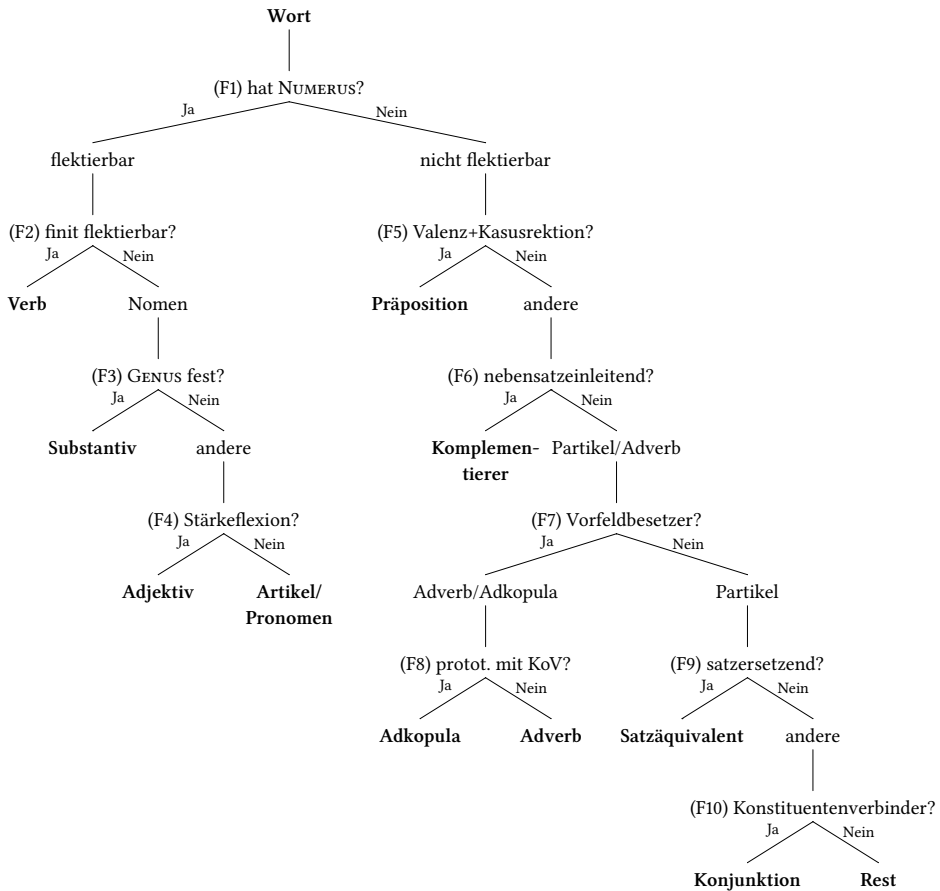 Wort
(F1) hat NUMERUS?
Ja Nein
flektierbar nicht flektierbar
(F2) finit flektierbar? (F5) Valenz+Kasusrektion?
Ja Nein Ja Nein
Verb Nomen Präposition andere
(F3) GENUS fest? (F6) nebensatzeinleitend?
Ja Nein Ja Nein
Substantiv andere Komplemen- Partikel/Adverb
tierer
(F4) Stärkeflexion? (F7) Vorfeldbesetzer?
Ja Nein Ja Nein
Adjektiv Artikel/ Adverb/Adkopula Partikel
Pronomen
(F8) protot. mit KoV? (F9) satzersetzend?
Ja Nein Ja Nein
Adkopula Adverb Satzäquivalent andere
(F10) Konstituentenverbinder?
Ja Nein
Konjunktion Rest